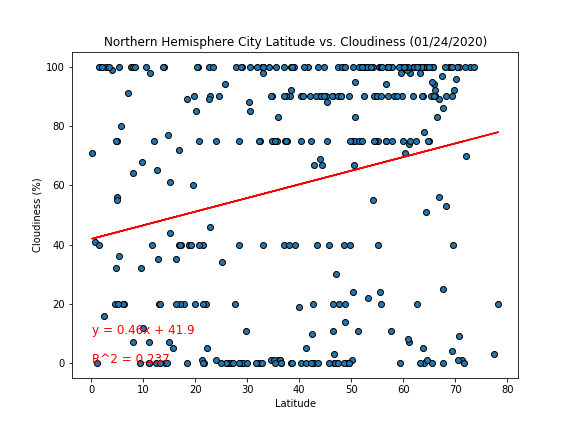 Northern Hemisphere City Latitude vs. Cloudiness (01/24/2020)
100
80
60
40
20
0
Cloudiness (%)
y = 0.46x + 41.9
R^2 = 0.237
0 10 20 30 40 50 60 70 80
Latitude